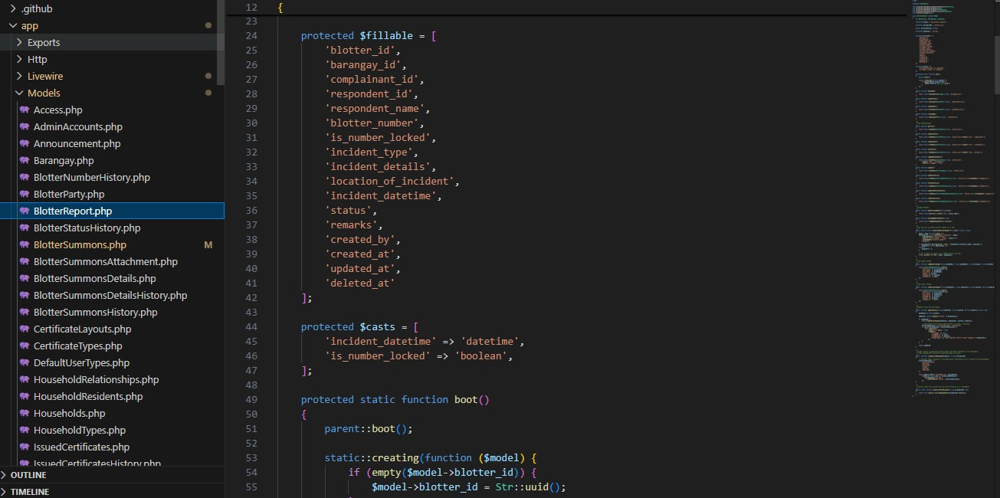 .github
app
Exports
Http
Livewire
Models
Access.php
AdminAccounts.php
Announcement.php
Barangay.php
BlotterNumberHistory.php
BlotterParty.php
BlotterReport.php
BlotterStatusHistory.php
BlotterSummons.php M
BlotterSummonsAttachment.php
BlotterSummonsDetails.php
BlotterSummonsDetailsHistory.php
BlotterSummonsHistory.php
CertificateLayouts.php
CertificateTypes.php
DefaultUserTypes.php
HouseholdRelationships.php
HouseholdResidents.php
Households.php
HouseholdTypes.php
IssuedCertificates.php
IssuedCertificatesHistory.php
OUTLINE
TIMELINE
12 {
23
24 protected $fillable = [
25 'blotter_id',
26 'barangay_id',
27 'complainant_id',
28 'respondent_id',
29 'respondent_name',
30 'blotter_number',
31 'is_number_locked',
32 'incident_type',
33 'incident_details',
34 'location_of_incident',
35 'incident_datetime',
36 'status',
37 'remarks',
38 'created_by',
39 'created_at',
40 'updated_at',
41 'deleted_at'
42 ];
43
44 protected $casts = [
45 'incident_datetime' => 'datetime',
46 'is_number_locked' => 'boolean',
47 ];
48
49 protected static function boot()
50 {
51 parent::boot();
52
53 static::creating(function ($model) {
54 if (empty($model->blotter_id)) {
55 $model->blotter_id = Str::uuid();